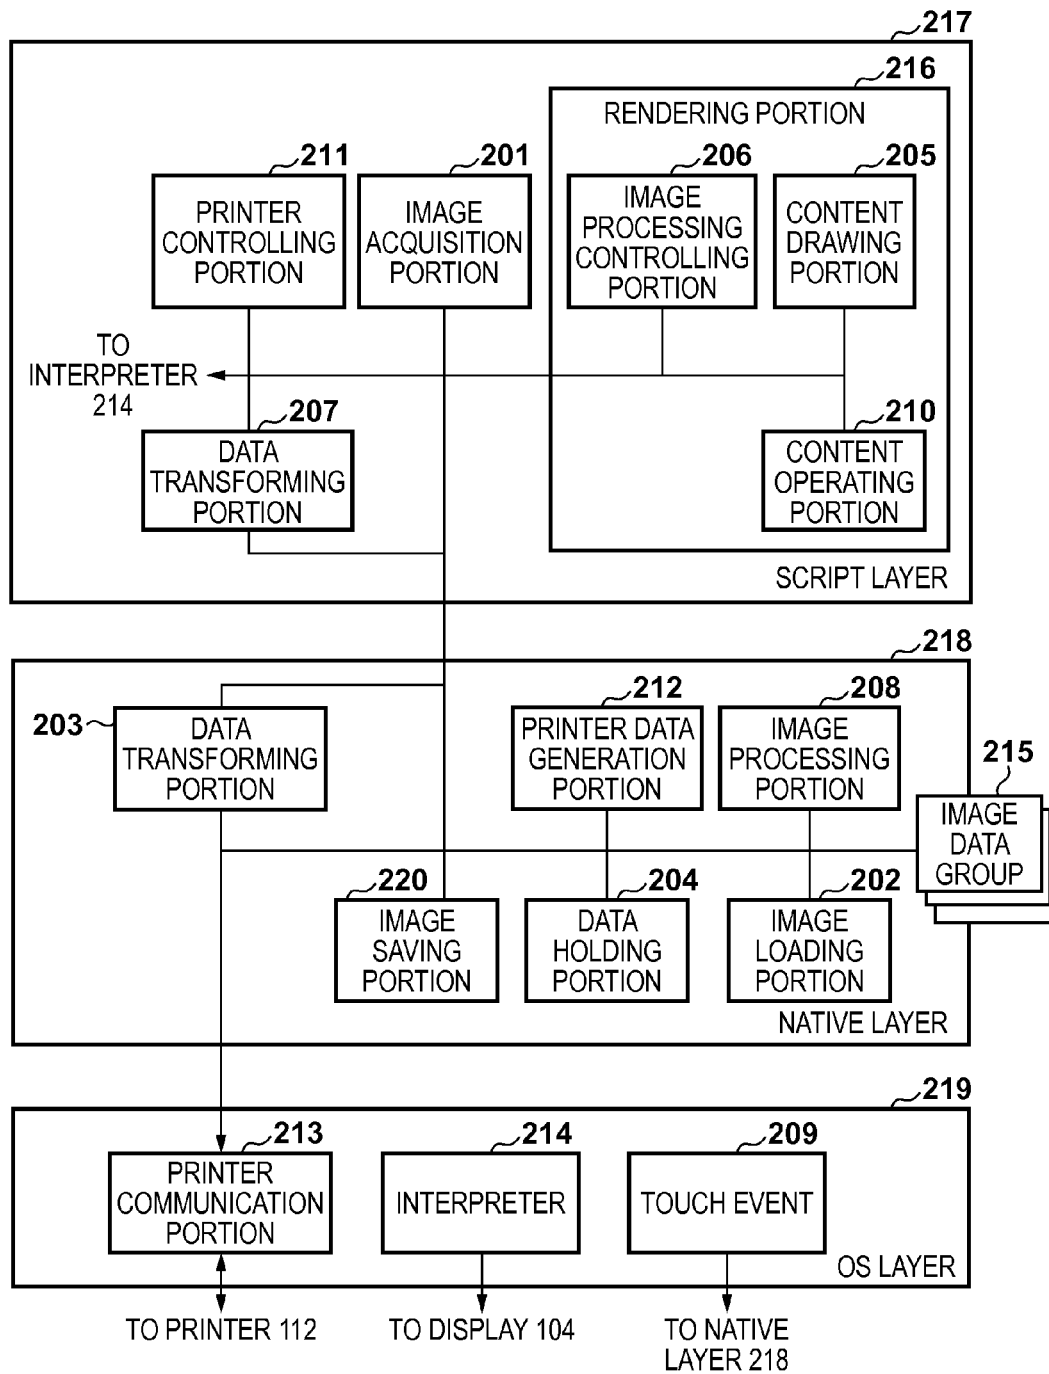 217
216
RENDERING PORTION
211
201
206
205
PRINTER
CONTROLLING
PORTION
IMAGE
ACQUISITION
PORTION
IMAGE
PROCESSING
CONTROLLING
PORTION
CONTENT
DRAWING
PORTION
TO
INTERPRETER
214
207
210
DATA
TRANSFORMING
PORTION
CONTENT
OPERATING
PORTION
SCRIPT LAYER
218
203
212
208
DATA
TRANSFORMING
PORTION
PRINTER DATA
GENERATION
PORTION
IMAGE
PROCESSING
PORTION
215
IMAGE
DATA
GROUP
220
204
202
IMAGE
SAVING
PORTION
DATA
HOLDING
PORTION
IMAGE
LOADING
PORTION
NATIVE LAYER
219
213
214
209
PRINTER
COMMUNICATION
PORTION
INTERPRETER
TOUCH EVENT
OS LAYER
TO PRINTER 112
TO DISPLAY 104
TO NATIVE
LAYER 218